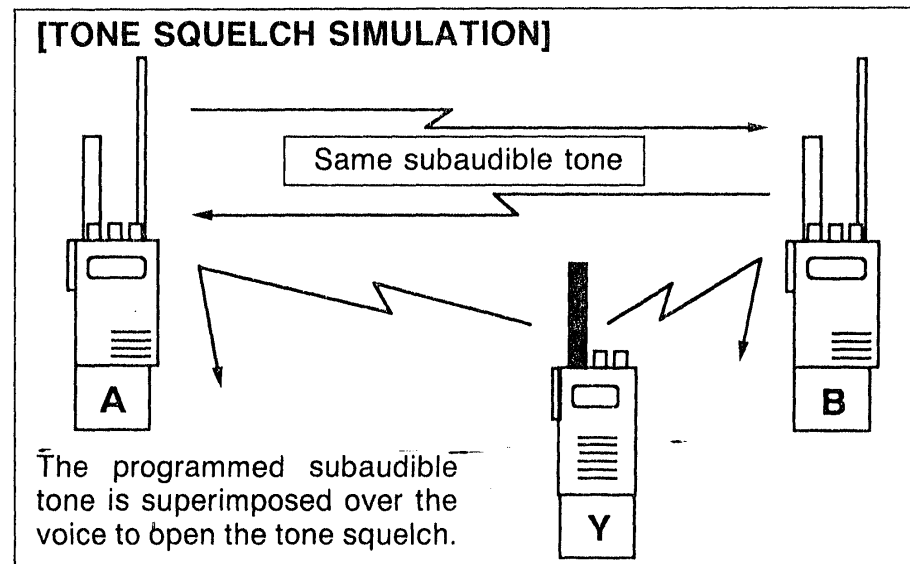 [TONE SQUELCH SIMULATION]
Same subaudible tone
A
B
The programmed subaudible
tone is superimposed over the
voice to open the tone squelch.
Y